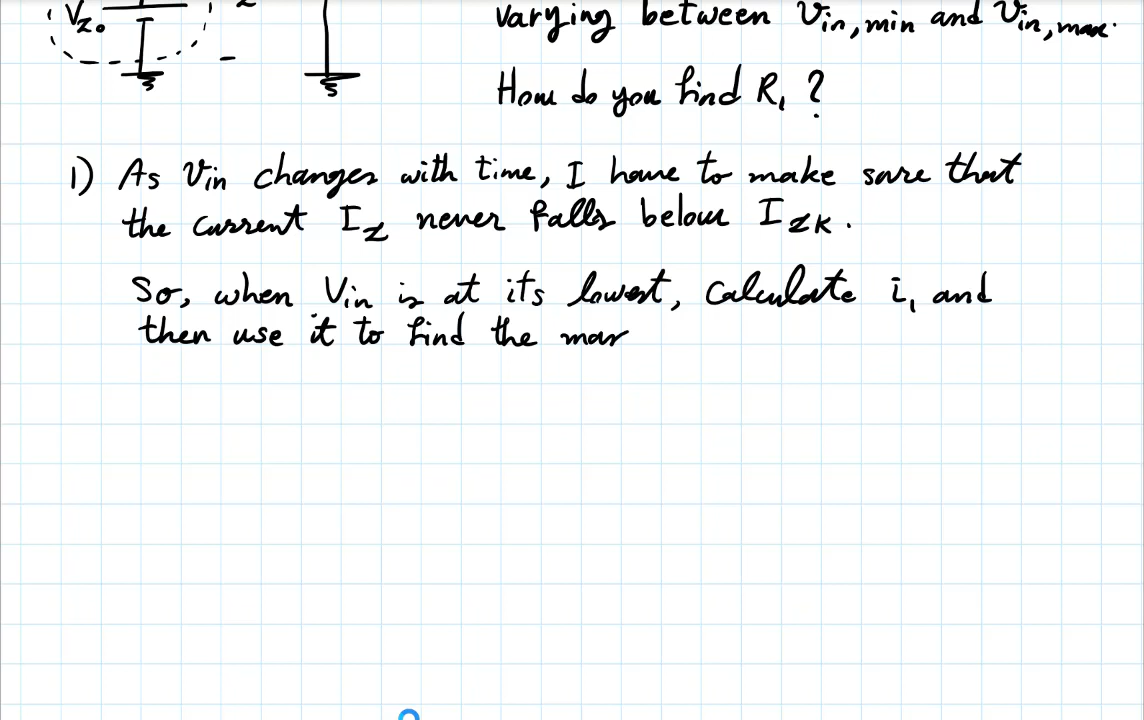 Vzo
varying between Vin,min and Vin,max.
How do you find R1 ?
1) As Vin changes with time, I have to make sure that
the current Iz never falls below Izk.
So, when Vin is at its lowest, calculate i1 and
then use it to find the max